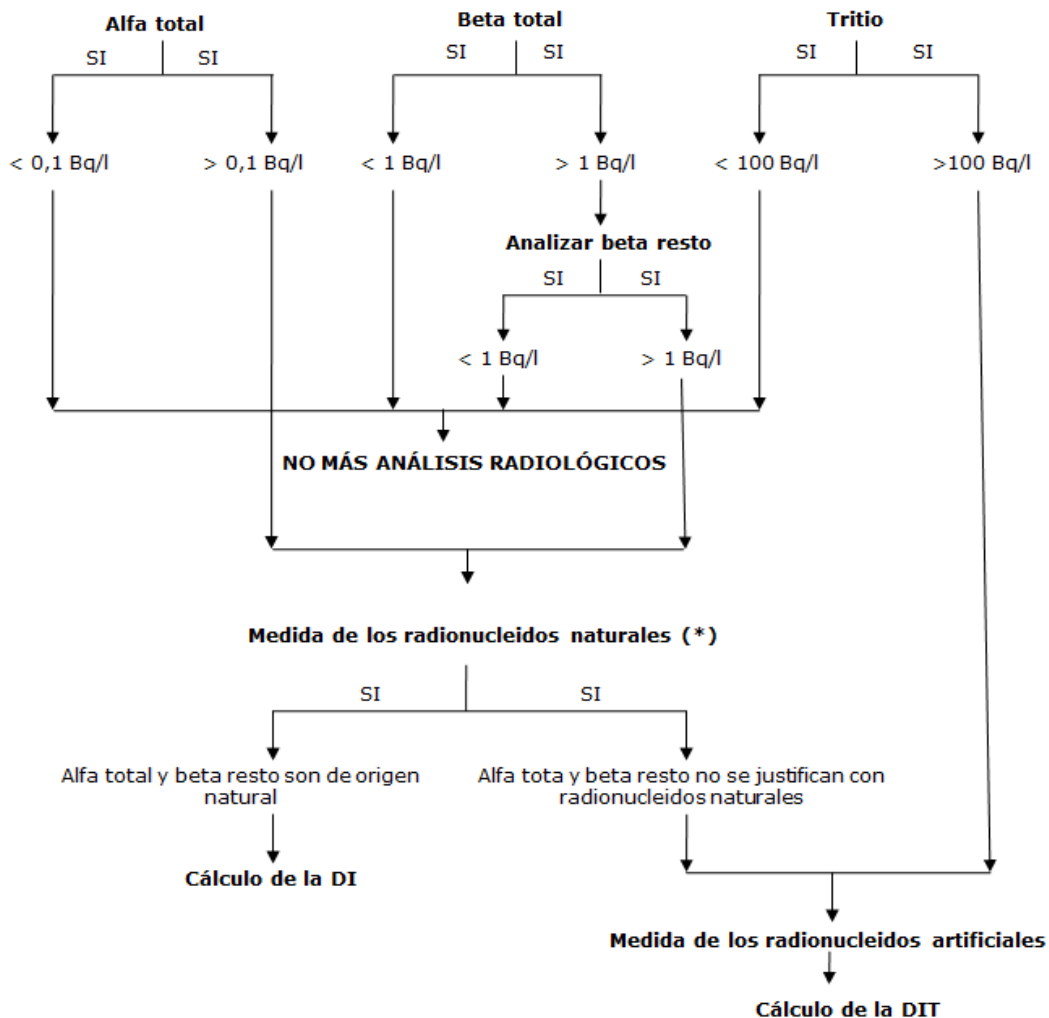 Alfa total
Beta total
Tritio
SI SI
SI SI
SI SI
< 0,1 Bq/l
> 0,1 Bq/l
< 1 Bq/l
> 1 Bq/l
< 100 Bq/l
>100 Bq/l
Analizar beta resto
SI SI
< 1 Bq/l
> 1 Bq/l
NO MÁS ANÁLISIS RADIOLÓGICOS
Medida de los radionucleidos naturales (*)
SI SI
Alfa total y beta resto son de origen
natural
Alfa tota y beta resto no se justifican con
radionucleidos naturales
Cálculo de la DI
Medida de los radionucleidos artificiales
Cálculo de la DIT